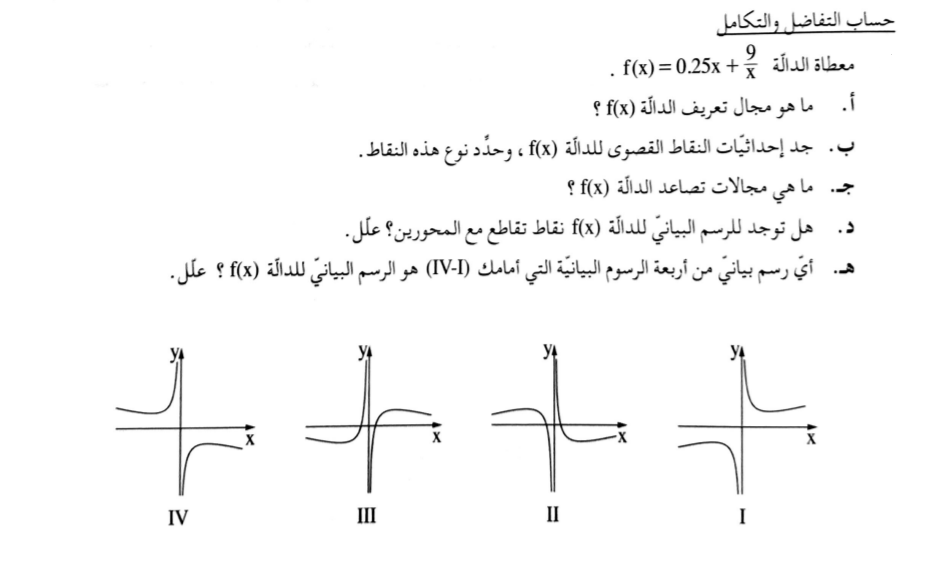 حساب التفاضل والتكامل
معطاة الدالّة f(x) = 0.25x + 9/x .
أ. ما هو مجال تعريف الدالّة f(x) ؟
ب. جد إحداثيّات النقاط القصوى للدالّة f(x) ، وحدِّد نوع هذه النقاط.
جـ. ما هي مجالات تصاعد الدالّة f(x) ؟
د. هل توجد للرسم البيانيّ للدالّة f(x) نقاط تقاطع مع المحورين؟ علّل.
هـ. أيّ رسم بيانيّ من أربعة الرسوم البيانيّة التي أمامك (IV-I) هو الرسم البيانيّ للدالّة f(x) ؟ علّل.
y y y y
x x x x
IV III II I